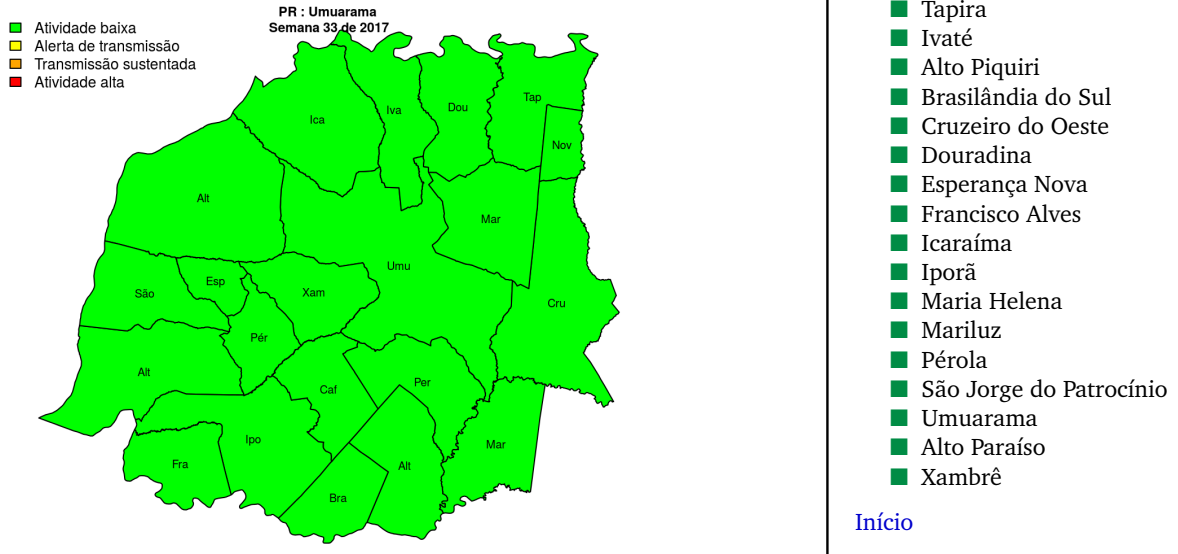 PR : Umuarama
Semana 33 de 2017
Atividade baixa
Alerta de transmissão
Transmissão sustentada
Atividade alta
Ica
Iva
Dou
Tap
Nov
Alt
Mar
Umu
Esp
São
Xam
Cru
Pér
Alt
Caf
Per
Ipo
Mar
Fra
Alt
Bra
Tapira
Ivaté
Alto Piquiri
Brasilândia do Sul
Cruzeiro do Oeste
Douradina
Esperança Nova
Francisco Alves
Icaraíma
Iporã
Maria Helena
Mariluz
Pérola
São Jorge do Patrocínio
Umuarama
Alto Paraíso
Xambrê
Início